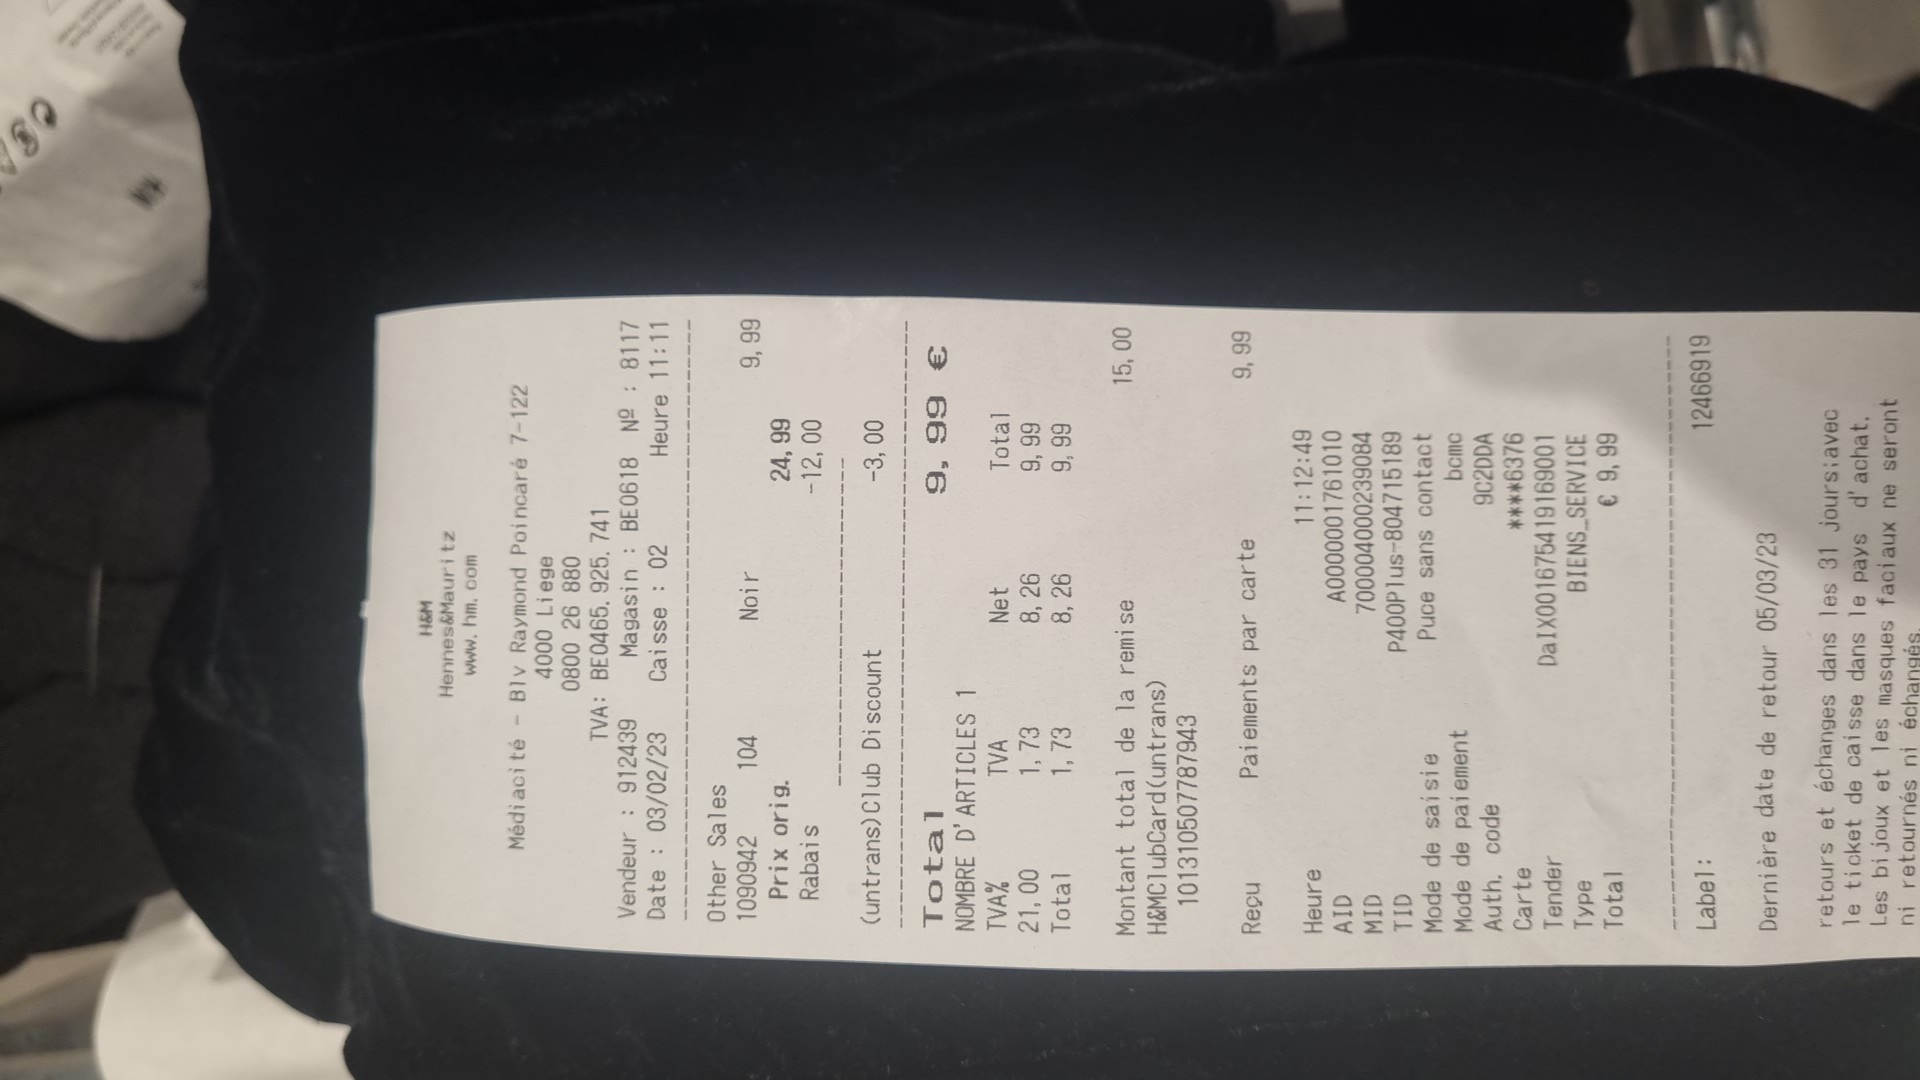 H&M
Hennes&Mauritz
www.hm.com
Médiacité - Blv Raymond Poincaré 7-122
4000 Liege
0800 26 880
TVA: BE0465.925.741
Vendeur : 912439 Magasin : BE0618 Nº : 8117
Date : 03/02/23 Caisse : 02 Heure 11:11
Other Sales
1090942 104 Noir 9,99
Prix orig. 24,99
Rabais -12,00
(untrans)Club Discount -3,00
Total 9,99 €
NOMBRE D'ARTICLES 1
TVA% TVA Net Total
21,00 1,73 8,26 9,99
Total 1,73 8,26 9,99
Montant total de la remise 15,00
H&MClubCard(untrans)
101310507787943
Reçu Paiements par carte 9,99
Heure 11:12:49
AID A0000001761010
MID 700004000239084
TID P400Plus-804715189
Mode de saisie Puce sans contact
Mode de paiement bcmc
Auth. code 9C2DDA
Carte ****6376
Tender DaIX001675419169001
Type BIENS_SERVICE
Total € 9,99
Label: 12466919
Dernière date de retour 05/03/23
retours et échanges dans les 31 jours:avec
le ticket de caisse dans le pays d'achat.
Les bijoux et les masques faciaux ne seront
ni retournés ni échangés.